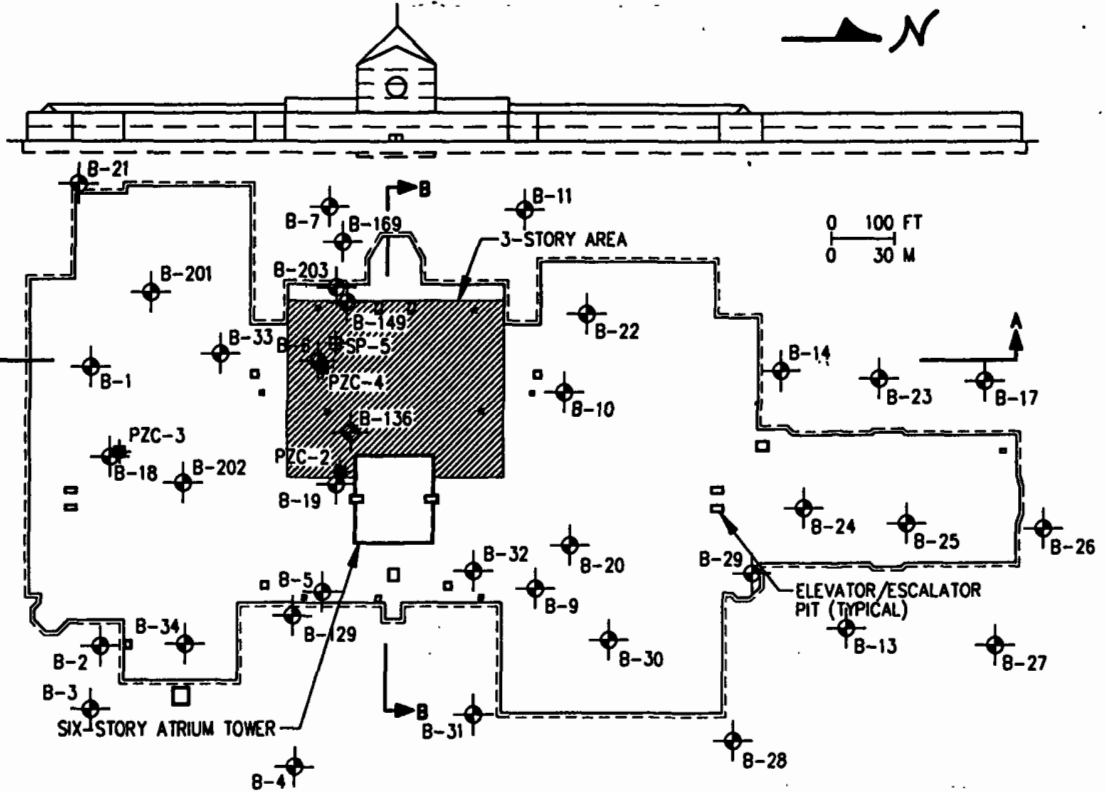 N
B-21
B
B-7
B-169
B-11
3-STORY AREA
0 100 FT
0 30 M
B-203
B-201
B-149
B-22
B-33
B-6
SP-5
A
B-1
PZC-4
B-14
B-23
B-17
B-10
B-136
PZC-3
B-18
B-202
PZC-2
B-19
B-24
B-25
B-26
B-20
B-32
B-29
B-5
B-9
ELEVATOR/ESCALATOR
PIT (TYPICAL)
B-129
B-34
B-2
B-30
B-13
B-27
B-3
B
B-31
SIX-STORY ATRIUM TOWER
B-28
B-4